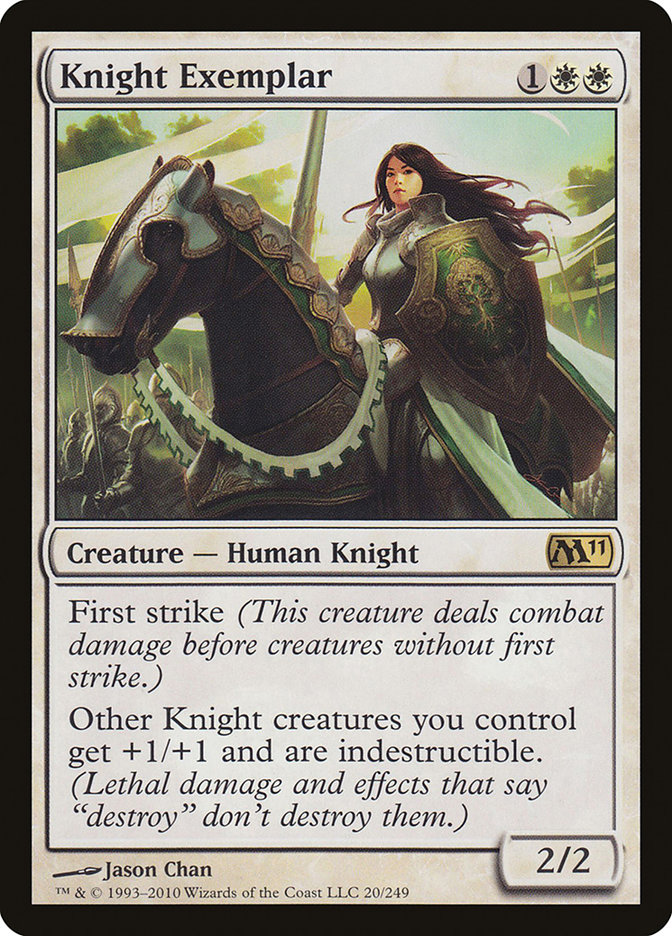 Knight Exemplar 1
Creature — Human Knight M11
First strike (This creature deals combat
damage before creatures without first
strike.)
Other Knight creatures you control
get +1/+1 and are indestructible.
(Lethal damage and effects that say
“destroy” don’t destroy them.)
2/2
Jason Chan
™ & © 1993–2010 Wizards of the Coast LLC 20/249